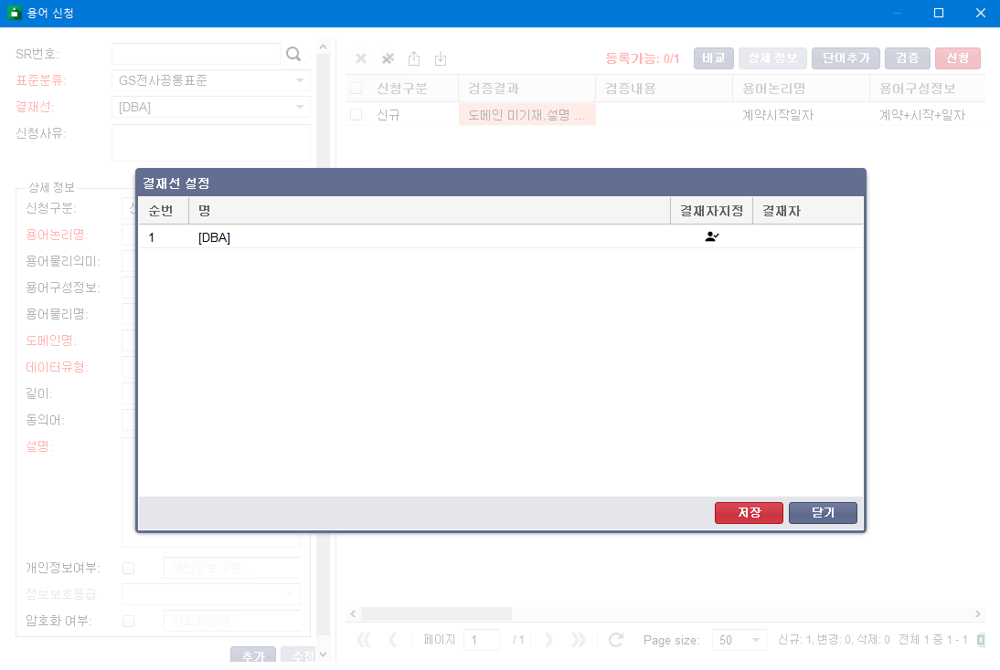 용어 신청
SR번호:
표준분류: GS전사공통표준
결재선: [DBA]
신청사유:
등록가능: 0/1 비교 상세 정보 단어추가 검증 신청
신청구분 검증결과 검증내용 용어논리명 용어구성정보
신규 도메인 미기재,설명 ... 계약시작일자 계약+시작+일자
결재선 설정
순번 명 결재자지정 결재자
1 [DBA]
저장 닫기
상세 정보
신청구분:
용어논리명:
용어물리의미:
용어구성정보:
용어물리명:
도메인명:
데이터유형:
길이:
동의어:
설명:
개인정보여부: 개인정보구분
정보보호등급:
암호화 여부: 암호화방법
추가 수정
페이지 1 / 1 Page size: 50 신규: 1, 변경: 0, 삭제: 0 전체 1 중 1 - 1